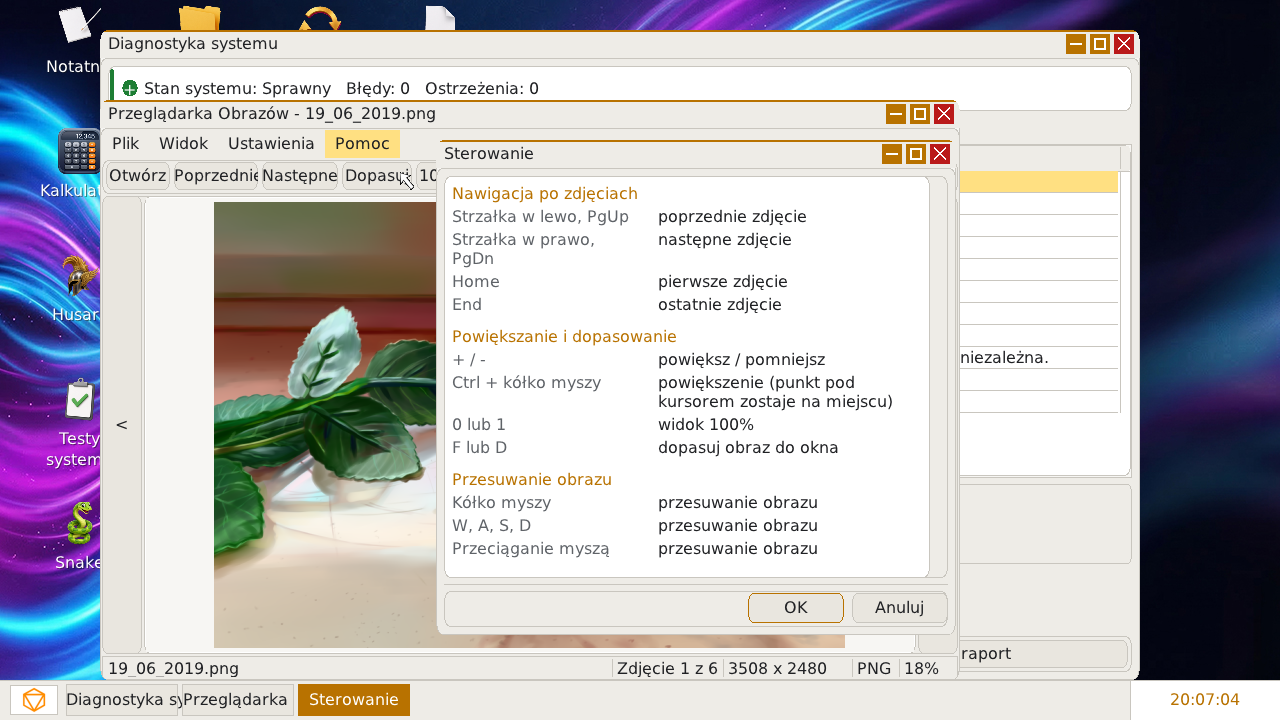 Notatn
Diagnostyka systemu
Stan systemu: Sprawny Błędy: 0 Ostrzeżenia: 0
Przeglądarka Obrazów - 19_06_2019.png
Plik Widok Ustawienia Pomoc
Otwórz Poprzednie Następne Dopasuj 10
Sterowanie
Nawigacja po zdjęciach
Strzałka w lewo, PgUp poprzednie zdjęcie
Strzałka w prawo, następne zdjęcie
PgDn
Home pierwsze zdjęcie
End ostatnie zdjęcie
Powiększanie i dopasowanie
+ / - powiększ / pomniejsz
Ctrl + kółko myszy powiększenie (punkt pod
kursorem zostaje na miejscu)
0 lub 1 widok 100%
F lub D dopasuj obraz do okna
Przesuwanie obrazu
Kółko myszy przesuwanie obrazu
W, A, S, D przesuwanie obrazu
Przeciąganie myszą przesuwanie obrazu
OK Anuluj
niezależna.
raport
<
Kalkula
Husar
Testy
system
Snake
19_06_2019.png Zdjęcie 1 z 6 3508 x 2480 PNG 18%
Diagnostyka sy Przeglądarka Sterowanie 20:07:04